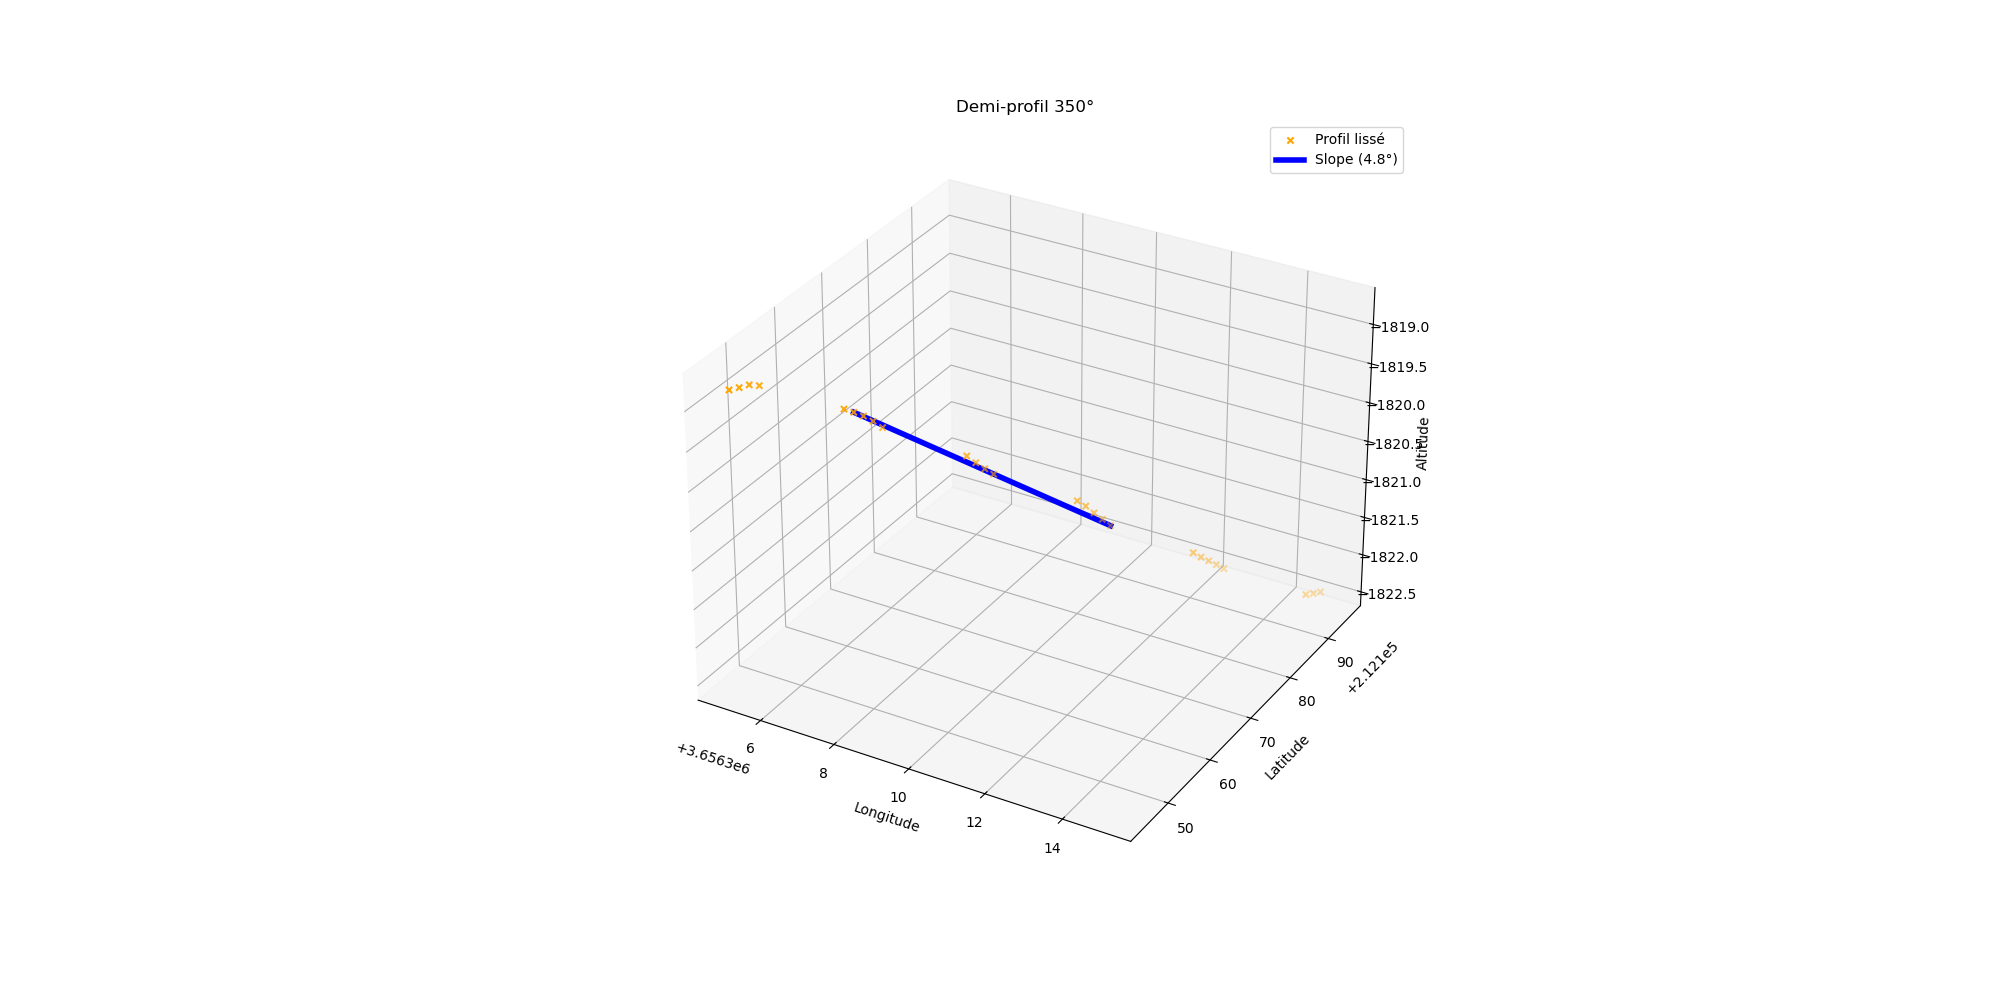 Demi-profil 350°
Profil lissé
Slope (4.8°)
−1819.0
−1819.5
−1820.0
−1820.5
−1821.0
−1821.5
−1822.0
−1822.5
Altitude
90
80
70
60
50
+2.121e5
Latitude
6
8
10
12
14
+3.6563e6
Longitude